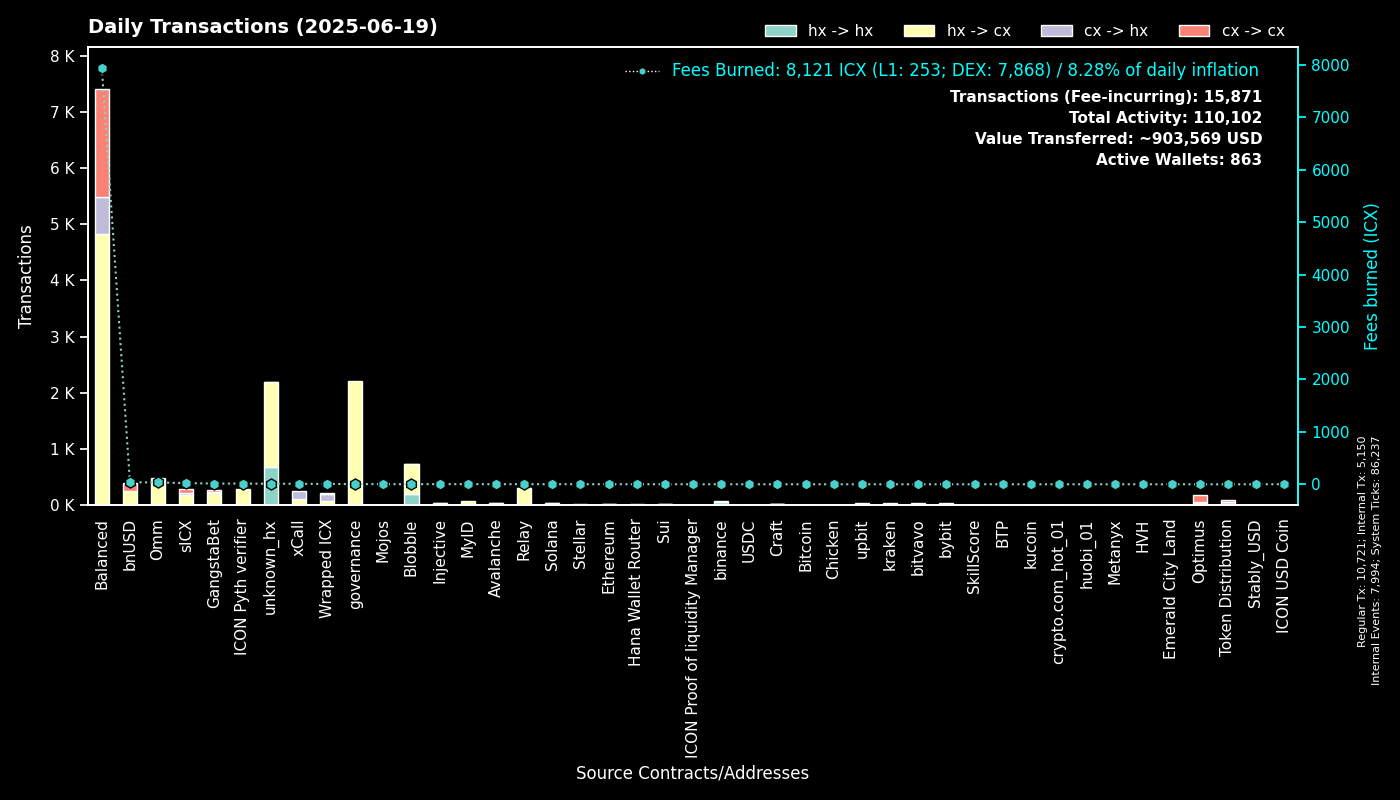 Daily Transactions (2025-06-19)
hx -> hx
hx -> cx
cx -> hx
cx -> cx
Fees Burned: 8,121 ICX (L1: 253; DEX: 7,868) / 8.28% of daily inflation
Transactions (Fee-incurring): 15,871
Total Activity: 110,102
Value Transferred: ~903,569 USD
Active Wallets: 863
Transactions
8 K
7 K
6 K
5 K
4 K
3 K
2 K
1 K
0 K
8000
7000
6000
5000
4000
3000
2000
1000
0
Fees burned (ICX)
Regular Tx: 10,721; Internal Tx: 5,150
Internal Events: 7,994; System Ticks: 86,237
Balanced
bnUSD
Omm
sICX
GangstaBet
ICON Pyth verifier
unknown_hx
xCall
Wrapped ICX
governance
Mojos
Blobble
Injective
MyID
Avalanche
Relay
Solana
Stellar
Ethereum
Hana Wallet Router
Sui
ICON Proof of liquidity Manager
binance
USDC
Craft
Bitcoin
Chicken
upbit
kraken
bitvavo
bybit
SkillScore
BTP
kucoin
crypto.com_hot_01
huobi_01
Metanyx
HVH
Emerald City Land
Optimus
Token Distribution
Stably_USD
ICON USD Coin
Source Contracts/Addresses